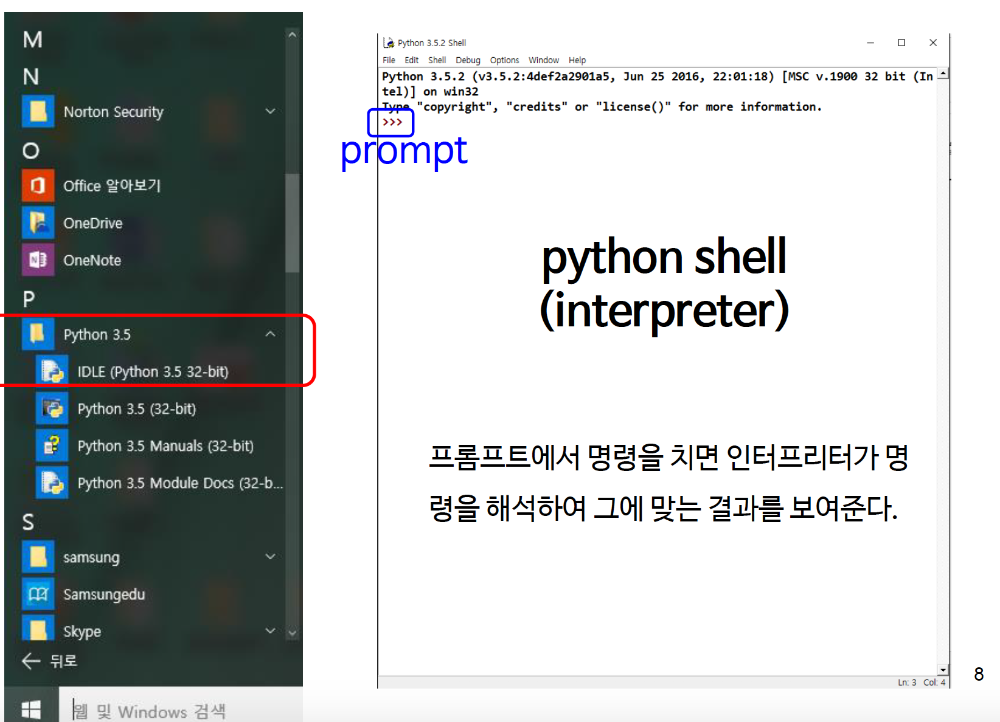 M
N
Norton Security
O
Office 알아보기
OneDrive
OneNote
P
Python 3.5
IDLE (Python 3.5 32-bit)
Python 3.5 (32-bit)
Python 3.5 Manuals (32-bit)
Python 3.5 Module Docs (32-b...
S
samsung
Samsungedu
Skype
뒤로
웹 및 Windows 검색
Python 3.5.2 Shell
File Edit Shell Debug Options Window Help
Python 3.5.2 (v3.5.2:4def2a2901a5, Jun 25 2016, 22:01:18) [MSC v.1900 32 bit (In
tel)] on win32
Type "copyright", "credits" or "license()" for more information.
>>>
prompt
python shell
(interpreter)
프롬프트에서 명령을 치면 인터프리터가 명
령을 해석하여 그에 맞는 결과를 보여준다.
Ln: 3 Col: 4
8